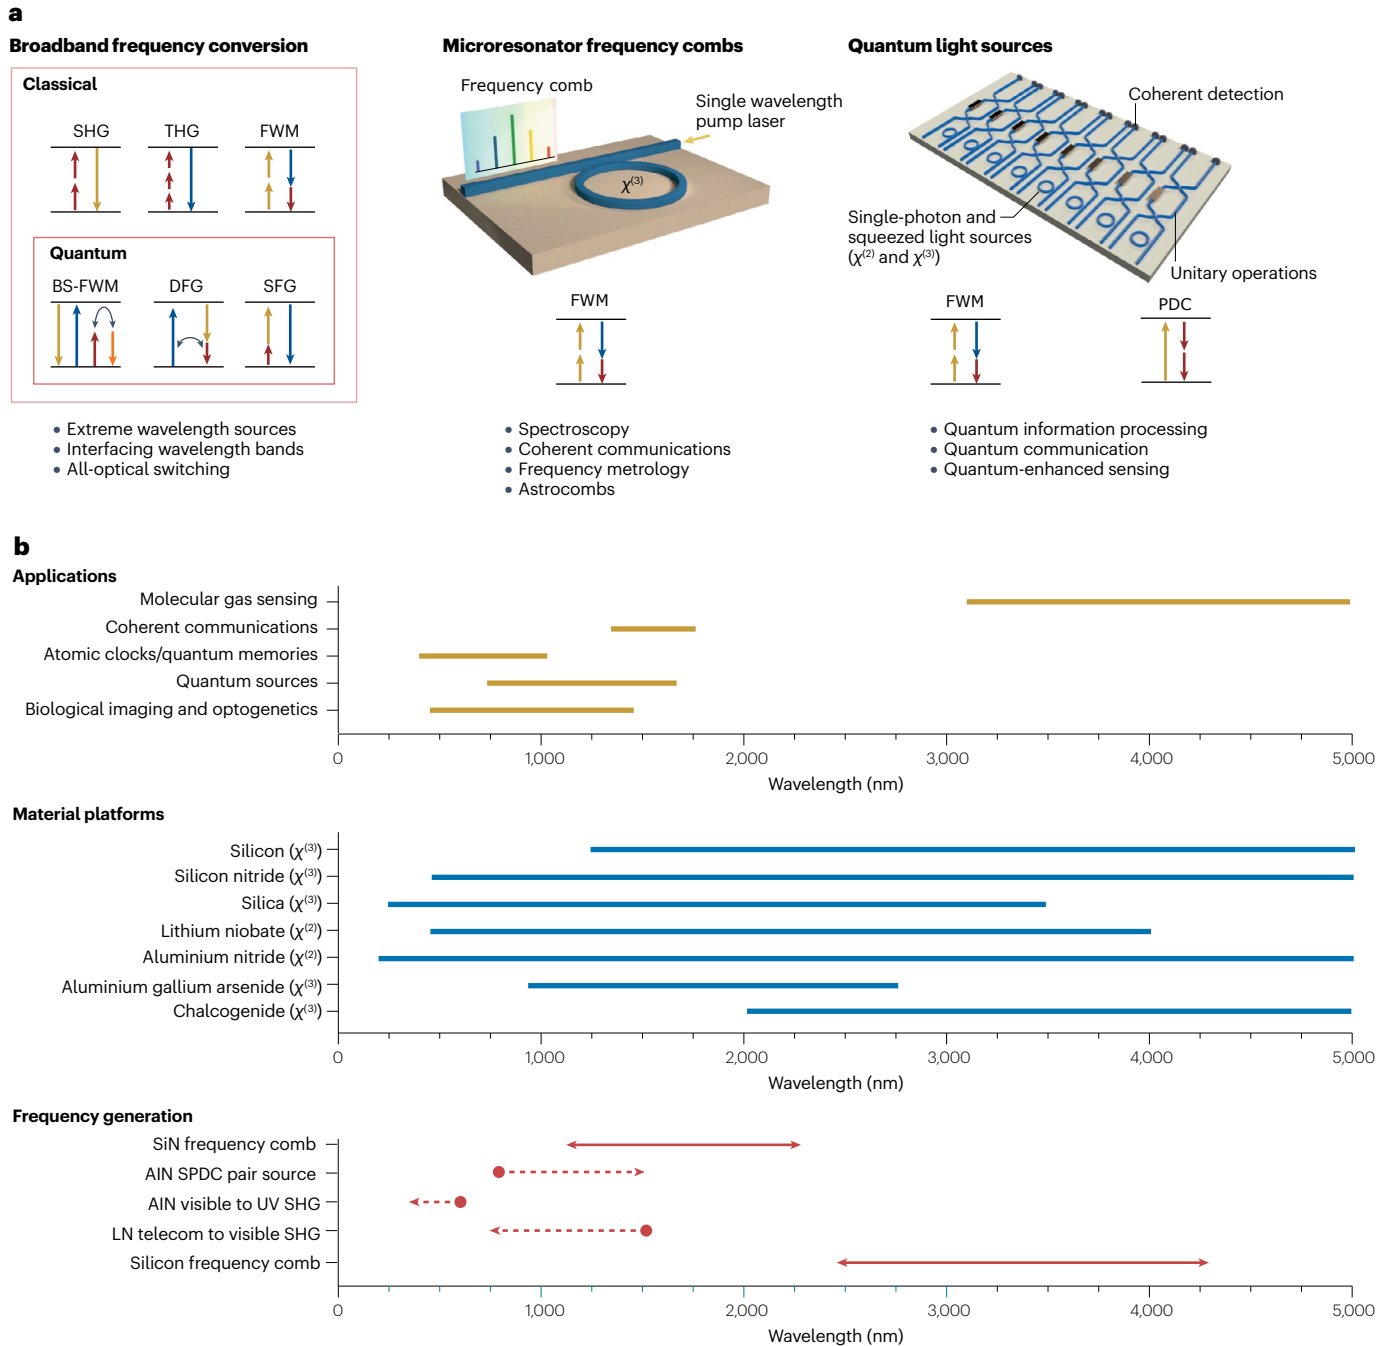 a
Broadband frequency conversion
Classical
SHG THG FWM
Quantum
BS-FWM DFG SFG
• Extreme wavelength sources
• Interfacing wavelength bands
• All-optical switching
Microresonator frequency combs
Frequency comb
Single wavelength
pump laser
χ(3)
FWM
• Spectroscopy
• Coherent communications
• Frequency metrology
• Astrocombs
Quantum light sources
Coherent detection
Single-photon and
squeezed light sources
(χ(2) and χ(3))
Unitary operations
FWM PDC
• Quantum information processing
• Quantum communication
• Quantum-enhanced sensing
b
Applications
Molecular gas sensing
Coherent communications
Atomic clocks/quantum memories
Quantum sources
Biological imaging and optogenetics
0 1,000 2,000 3,000 4,000 5,000
Wavelength (nm)
Material platforms
Silicon (χ(3))
Silicon nitride (χ(3))
Silica (χ(3))
Lithium niobate (χ(2))
Aluminium nitride (χ(2))
Aluminium gallium arsenide (χ(3))
Chalcogenide (χ(3))
0 1,000 2,000 3,000 4,000 5,000
Wavelength (nm)
Frequency generation
SiN frequency comb
AlN SPDC pair source
AlN visible to UV SHG
LN telecom to visible SHG
Silicon frequency comb
0 1,000 2,000 3,000 4,000 5,000
Wavelength (nm)